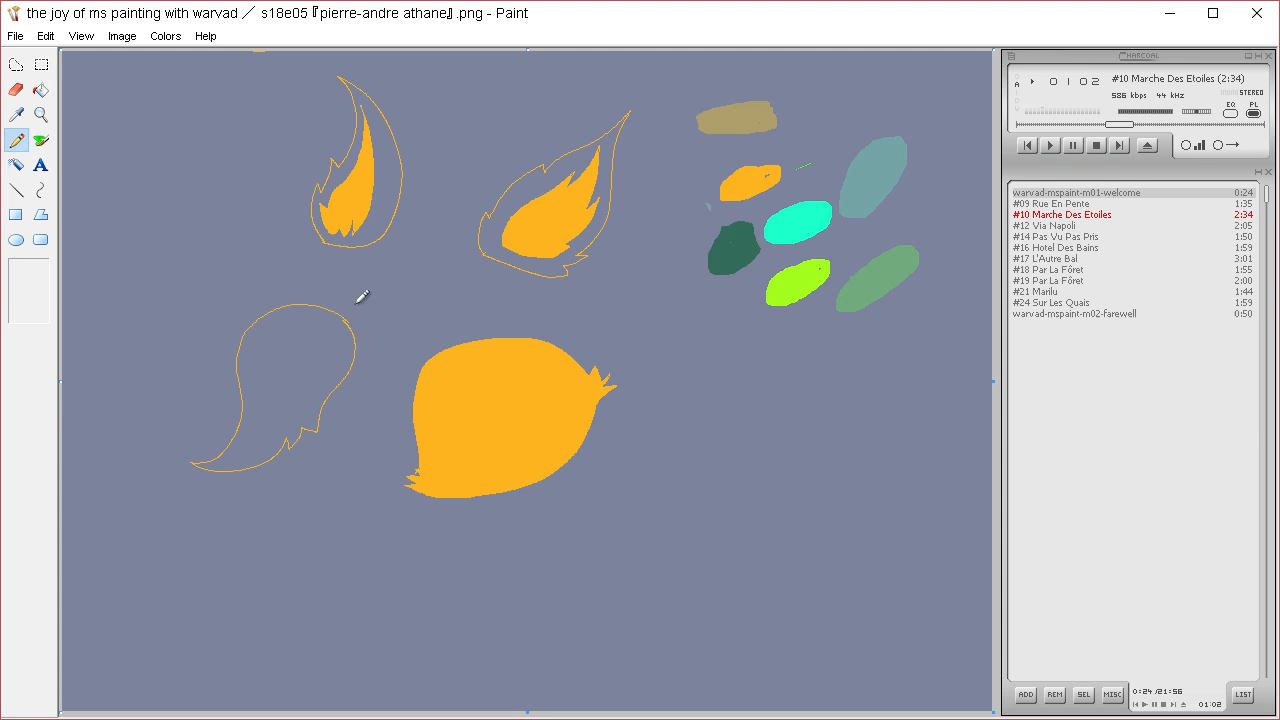 the joy of ms painting with warvad ／ s18e05『pierre-andre athane』.png - Paint
File Edit View Image Colors Help
CHARCOAL
#10 Marche Des Etoiles (2:34)
01 02
586 kbps 44 kHz
STEREO
EQ PL
warvad-mspaint-m01-welcome 0:24
#09 Rue En Pente 1:35
#10 Marche Des Etoiles 2:34
#12 Via Napoli 2:05
#14 Pas Vu Pas Pris 1:50
#16 Hotel Des Bains 1:59
#17 L'Autre Bal 3:01
#18 Par La Fôret 1:55
#19 Par La Fôret 2:00
#21 Marilu 1:44
#24 Sur Les Quais 1:59
warvad-mspaint-m02-farewell 0:50
ADD REM SEL MISC 0:24/21:56 01:02 LIST